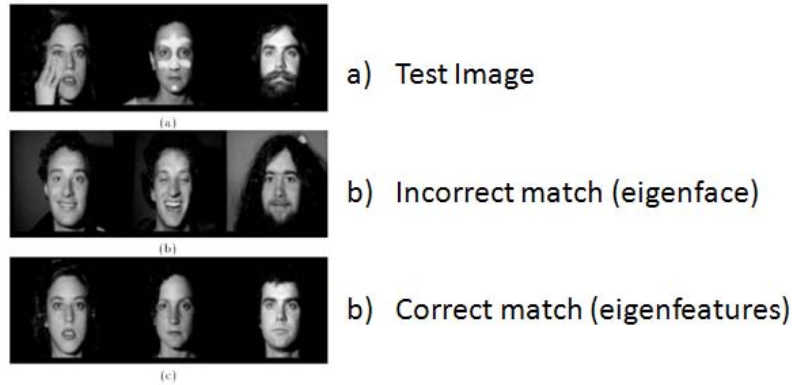 a) Test Image
(a)
b) Incorrect match (eigenface)
(b)
b) Correct match (eigenfeatures)
(c)